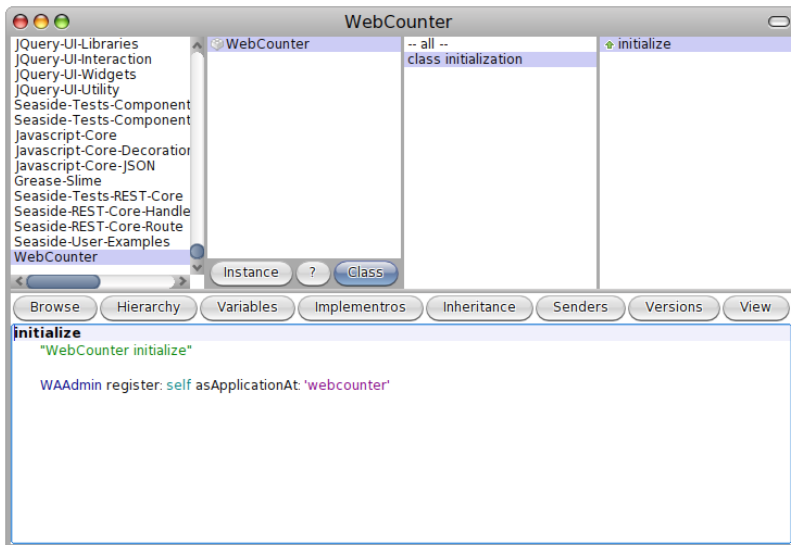 WebCounter
JQuery-UI-Libraries
JQuery-UI-Interaction
JQuery-UI-Widgets
JQuery-UI-Utility
Seaside-Tests-Component
Seaside-Tests-Component
Javascript-Core
Javascript-Core-Decoration
Javascript-Core-JSON
Grease-Slime
Seaside-Tests-REST-Core
Seaside-REST-Core-Handle
Seaside-REST-Core-Route
Seaside-User-Examples
WebCounter
WebCounter
Instance ? Class
-- all --
class initialization
initialize
Browse Hierarchy Variables Implementros Inheritance Senders Versions View
initialize
"WebCounter initialize"
WAAdmin register: self asApplicationAt: 'webcounter'